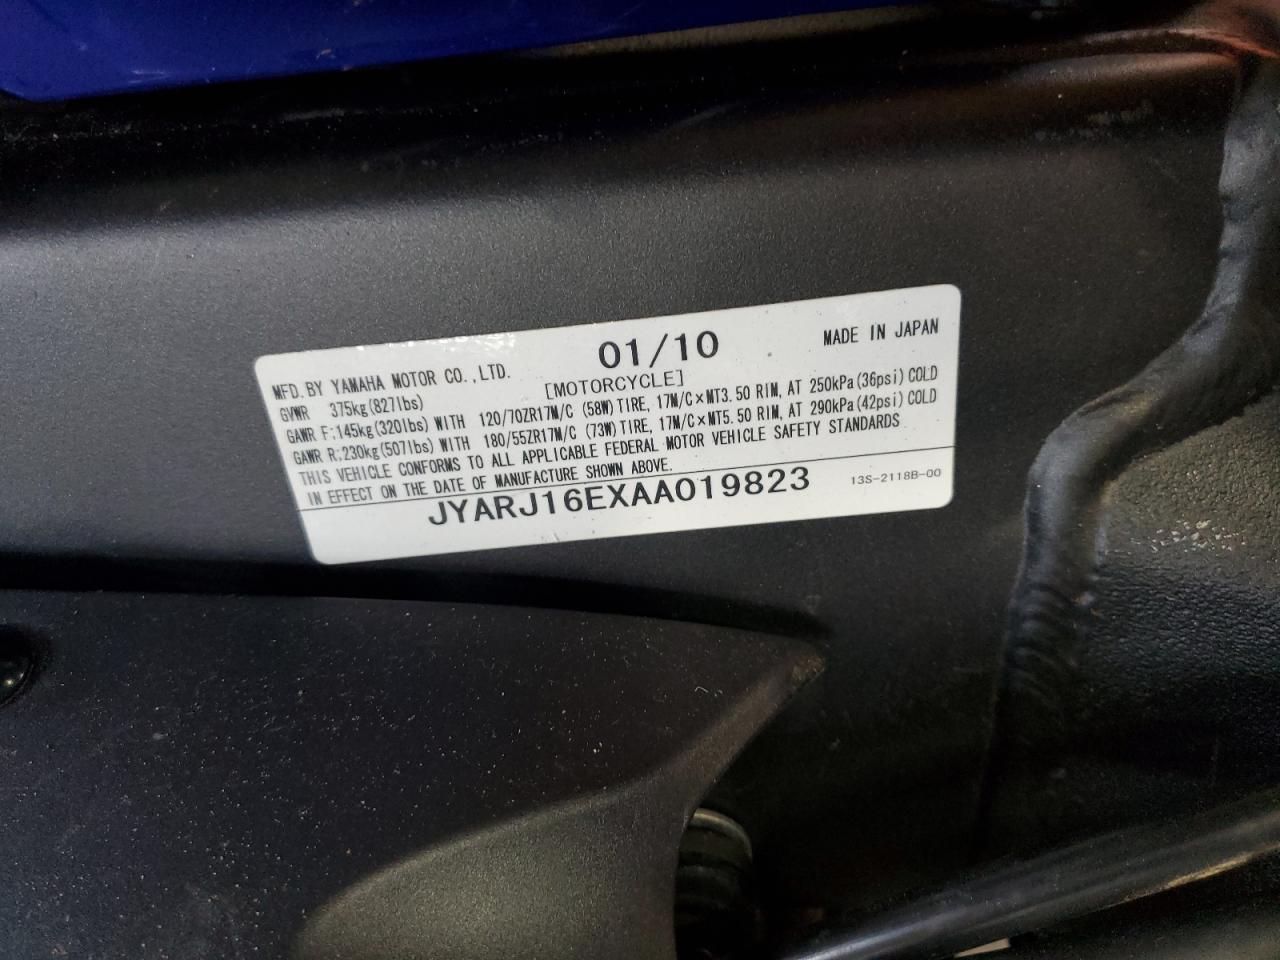 MFD. BY YAMAHA MOTOR CO., LTD. 01/10 MADE IN JAPAN
GVWR 375kg(827lbs) [MOTORCYCLE]
GAWR F:145kg(320lbs) WITH 120/70ZR17M/C (58W) TIRE, 17M/C×MT3.50 RIM, AT 250kPa(36psi) COLD
GAWR R:230kg(507lbs) WITH 180/55ZR17M/C (73W) TIRE, 17M/C×MT5.50 RIM, AT 290kPa(42psi) COLD
THIS VEHICLE CONFORMS TO ALL APPLICABLE FEDERAL MOTOR VEHICLE SAFETY STANDARDS
IN EFFECT ON THE DATE OF MANUFACTURE SHOWN ABOVE.
JYARJ16EXAA019823 13S-2118B-00